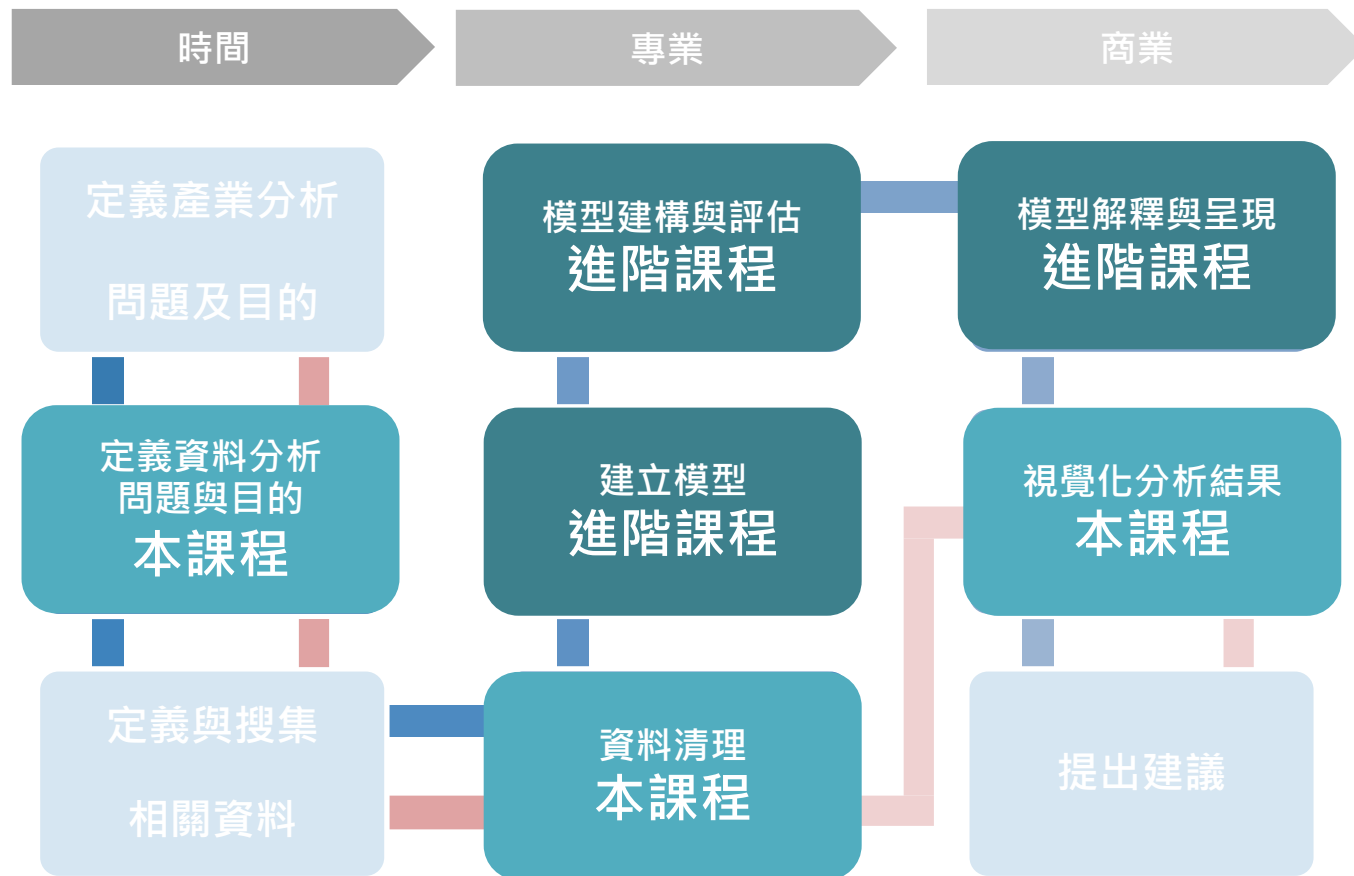 時間
專業
商業
定義產業分析
問題及目的
定義資料分析
問題與目的
本課程
定義與搜集
相關資料
模型建構與評估
進階課程
建立模型
進階課程
資料清理
本課程
模型解釋與呈現
進階課程
視覺化分析結果
本課程
提出建議